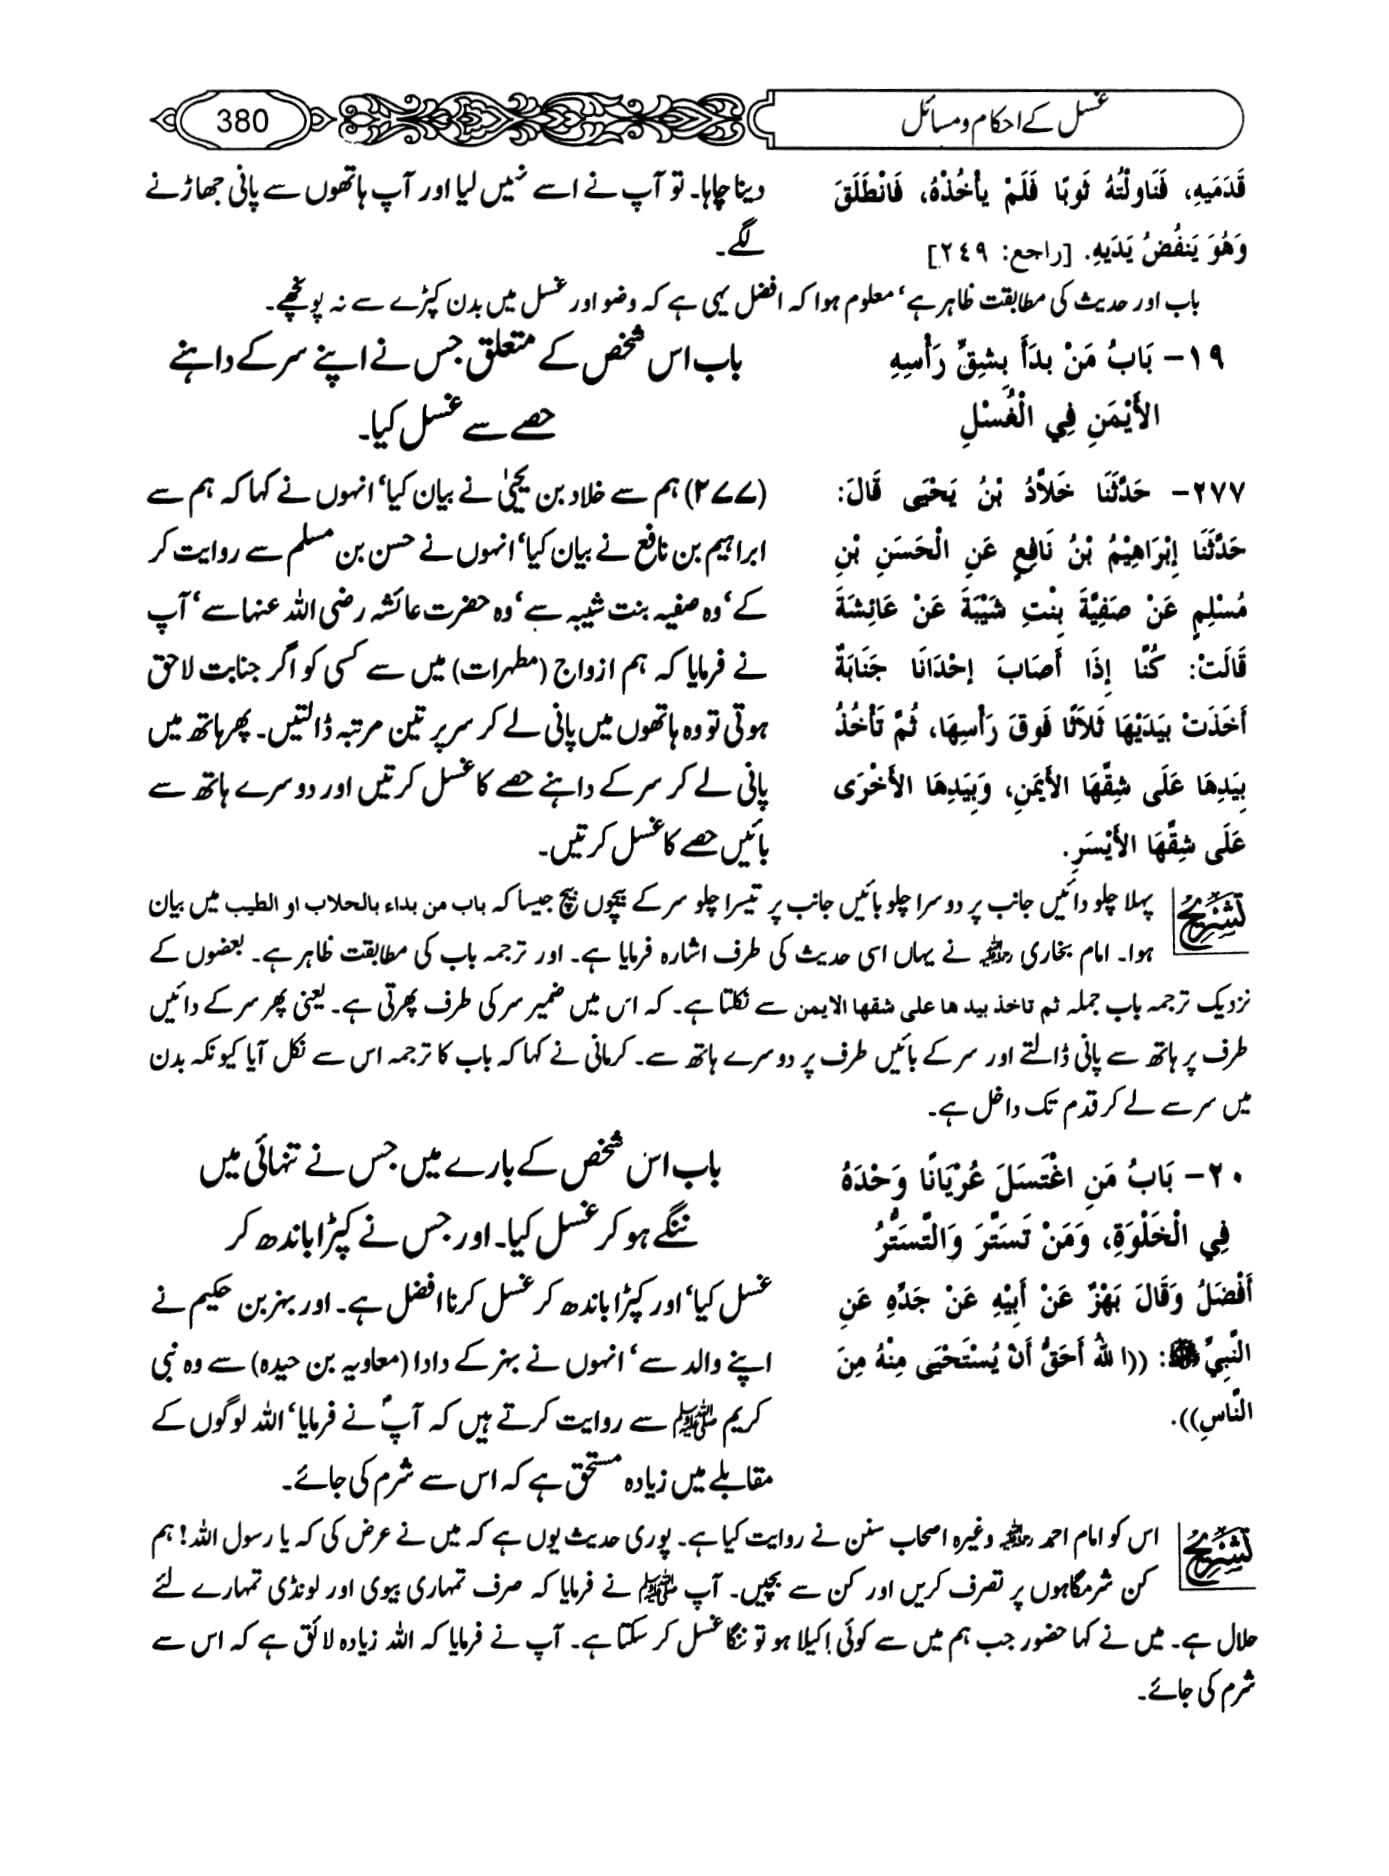 380
غسل کے احکام و مسائل
قَدَمَيهِ، فَنَاوَلْتُهُ ثَوبًا فَلَمْ يأْخُذْهُ، فَانْطَلَقَ
وَهُوَ يَنفُضُ يَدَيهِ. [راجع: ٢٤٩]
دینا چاہا۔ تو آپ نے اسے نہیں لیا اور آپ ہاتھوں سے پانی جھاڑنے
لگے۔
باب اور حدیث کی مطابقت ظاہر ہے‘ معلوم ہوا کہ افضل یہی ہے کہ وضو اور غسل میں بدن کپڑے سے نہ پونچھے۔
١٩- بَابُ مَنْ بدَأَ بِشِقِّ رَأْسِهِ
الأَيْمَنِ فِي الْغُسْلِ
باب اس شخص کے متعلق جس نے اپنے سر کے داہنے
حصے سے غسل کیا۔
٢٧٧- حَدَّثَنَا خَلاَّدُ بْنُ يَحْيَى قَالَ:
حَدَّثَنَا إِبْرَاهِيْمُ بْنُ نَافِعٍ عَنِ الْحَسَنِ بْنِ
مُسْلِمٍ عَنْ صَفِيَّةَ بِنْتِ شَيْبَةَ عَنْ عَائِشَةَ
قَالَتْ: كُنَّا إِذَا أَصَابَ إحْدَانَا جَنَابَةٌ
أَخَذَتْ بِيَدَيْهَا ثَلاَثًا فَوقَ رَأْسِهَا، ثُمَّ تَأْخُذُ
بِيَدِهَا عَلَى شِقِّهَا الأَيمَنِ، وَبِيَدِهَا الأُخْرَى
عَلَى شِقِّهَا الأَيْسَرِ.
(۲۷۷) ہم سے خلاد بن یحییٰ نے بیان کیا‘ انہوں نے کہا کہ ہم سے
ابراہیم بن نافع نے بیان کیا‘ انہوں نے حسن بن مسلم سے روایت کر
کے‘ وہ صفیہ بنت شیبہ سے‘ وہ حضرت عائشہ رضی اللہ عنہا سے‘ آپ
نے فرمایا کہ ہم ازواج (مطہرات) میں سے کسی کو اگر جنابت لاحق
ہوتی تو وہ ہاتھوں میں پانی لے کر سر پر تین مرتبہ ڈالتیں۔ پھر ہاتھ میں
پانی لے کر سر کے داہنے حصے کا غسل کرتیں اور دوسرے ہاتھ سے
بائیں حصے کا غسل کرتیں۔
تشریح پہلا چلو دائیں جانب پر دوسرا چلو بائیں جانب پر تیسرا چلو سر کے بیچوں بیچ جیسا کہ باب من بداء بالحلاب او الطیب میں بیان
ہوا۔ امام بخاری رحمۃ اللہ علیہ نے یہاں اسی حدیث کی طرف اشارہ فرمایا ہے۔ اور ترجمہ باب کی مطابقت ظاہر ہے۔ بعضوں کے
نزدیک ترجمہ باب جملہ ثم تاخذ بیدھا علی شقھا الایمن سے نکلتا ہے۔ کہ اس میں ضمیر سر کی طرف پھرتی ہے۔ یعنی پھر سر کے دائیں
طرف پر ہاتھ سے پانی ڈالتے اور سر کے بائیں طرف پر دوسرے ہاتھ سے۔ کرمانی نے کہا کہ باب کا ترجمہ اس سے نکل آیا کیونکہ بدن
میں سر سے لے کر قدم تک داخل ہے۔
٢٠- بَابُ مَنِ اغْتَسَلَ عُرْيَانًا وَحْدَهُ
فِي الْخَلْوَةِ، وَمَنْ تَسَتَّرَ وَالتَّسَتُّرُ
أَفْضَلُ وَقَالَ بَهْزٌ عَنْ أَبِيْهِ عَنْ جَدِّهِ عَنِ
النَّبِيِّ ﷺ: ((اللهُ أَحَقُّ أَنْ يُسْتَحْيَى مِنْهُ مِنَ
النَّاسِ)).
باب اس شخص کے بارے میں جس نے تنہائی میں
ننگے ہو کر غسل کیا۔ اور جس نے کپڑا باندھ کر
غسل کیا‘ اور کپڑا باندھ کر غسل کرنا افضل ہے۔ اور بہز بن حکیم نے
اپنے والد سے‘ انہوں نے بہز کے دادا (معاویہ بن حیدہ) سے وہ نبی
کریم ﷺ سے روایت کرتے ہیں کہ آپؐ نے فرمایا‘ اللہ لوگوں کے
مقابلے میں زیادہ مستحق ہے کہ اس سے شرم کی جائے۔
تشریح اس کو امام احمد رحمۃ اللہ علیہ وغیرہ اصحاب سنن نے روایت کیا ہے۔ پوری حدیث یوں ہے کہ میں نے عرض کی کہ یا رسول اللہ! ہم
کن شرمگاہوں پر تصرف کریں اور کن سے بچیں۔ آپ ﷺ نے فرمایا کہ صرف تمہاری بیوی اور لونڈی تمہارے لئے
حلال ہے۔ میں نے کہا حضور جب ہم میں سے کوئی اکیلا ہو تو ننگا غسل کر سکتا ہے۔ آپ نے فرمایا کہ اللہ زیادہ لائق ہے کہ اس سے
شرم کی جائے۔